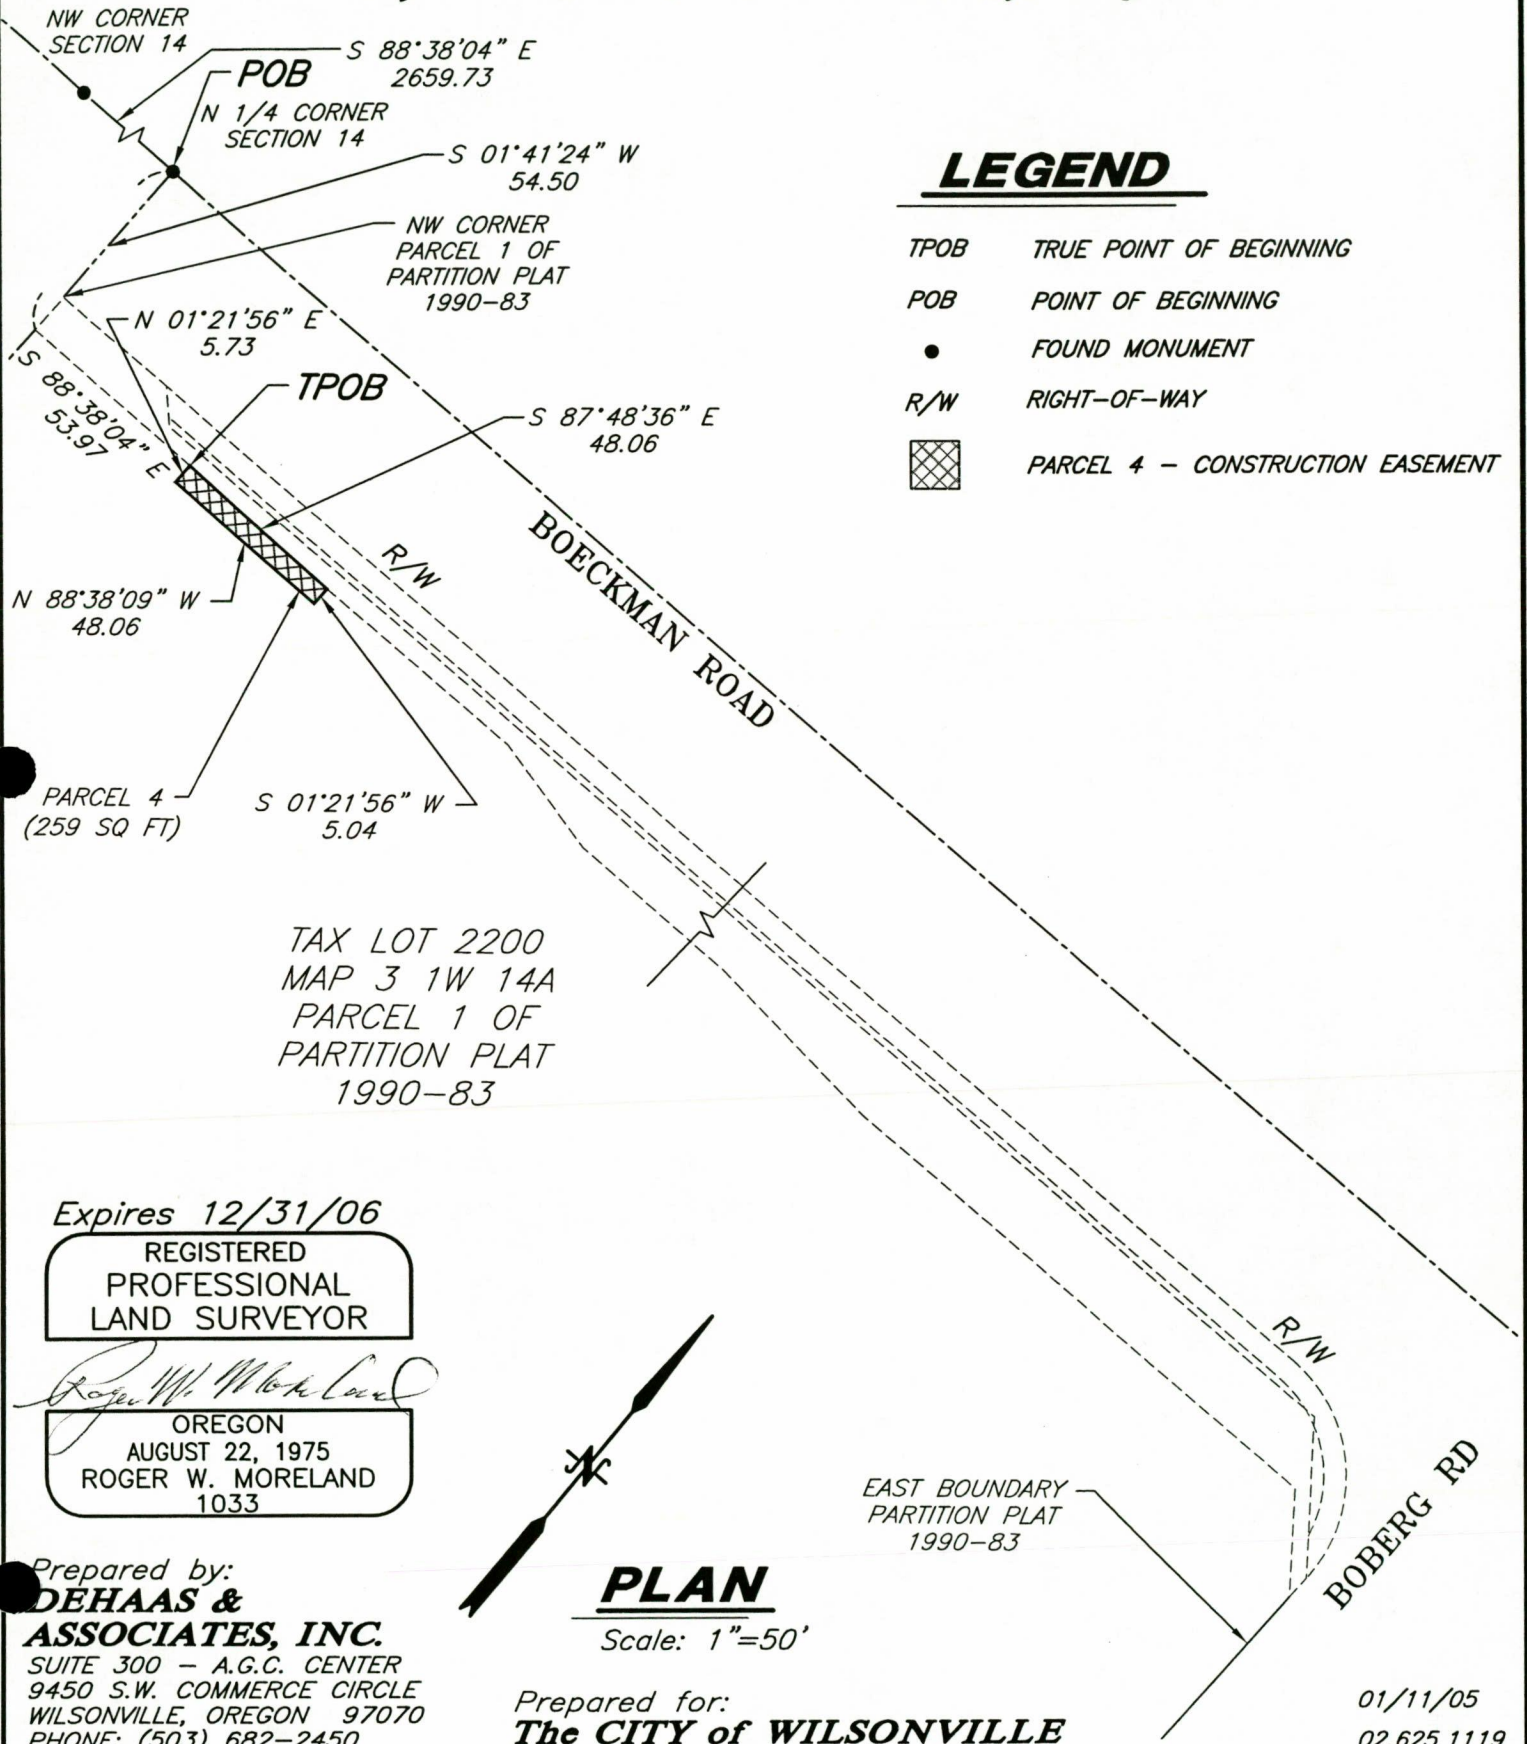 NW CORNER
SECTION 14
S 88°38'04" E
2659.73
POB
N 1/4 CORNER
SECTION 14
S 01°41'24" W
54.50
NW CORNER
PARCEL 1 OF
PARTITION PLAT
1990-83
N 01°21'56" E
5.73
S 88°38'04" E
53.97
TPOB
S 87°48'36" E
48.06
LEGEND
TPOB TRUE POINT OF BEGINNING
POB POINT OF BEGINNING
FOUND MONUMENT
R/W RIGHT-OF-WAY
PARCEL 4 - CONSTRUCTION EASEMENT
R/W
BOECKMAN ROAD
N 88°38'09" W
48.06
PARCEL 4
(259 SQ FT)
S 01°21'56" W
5.04
TAX LOT 2200
MAP 3 1W 14A
PARCEL 1 OF
PARTITION PLAT
1990-83
Expires 12/31/06
REGISTERED
PROFESSIONAL
LAND SURVEYOR
Roger W. Moreland
OREGON
AUGUST 22, 1975
ROGER W. MORELAND
1033
N
R/W
EAST BOUNDARY
PARTITION PLAT
1990-83
BOBERG RD
Prepared by:
DEHAAS &
ASSOCIATES, INC.
SUITE 300 - A.G.C. CENTER
9450 S.W. COMMERCE CIRCLE
WILSONVILLE, OREGON 97070
PHONE: (503) 682-2450
PLAN
Scale: 1"=50'
Prepared for:
The CITY of WILSONVILLE
01/11/05
02.625.1119